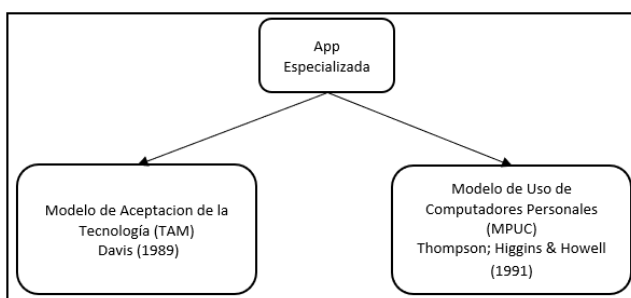 App
Especializada
Modelo de Aceptacion de la
Tecnología (TAM)
Davis (1989)
Modelo de Uso de
Computadores Personales
(MPUC)
Thompson; Higgins & Howell
(1991)